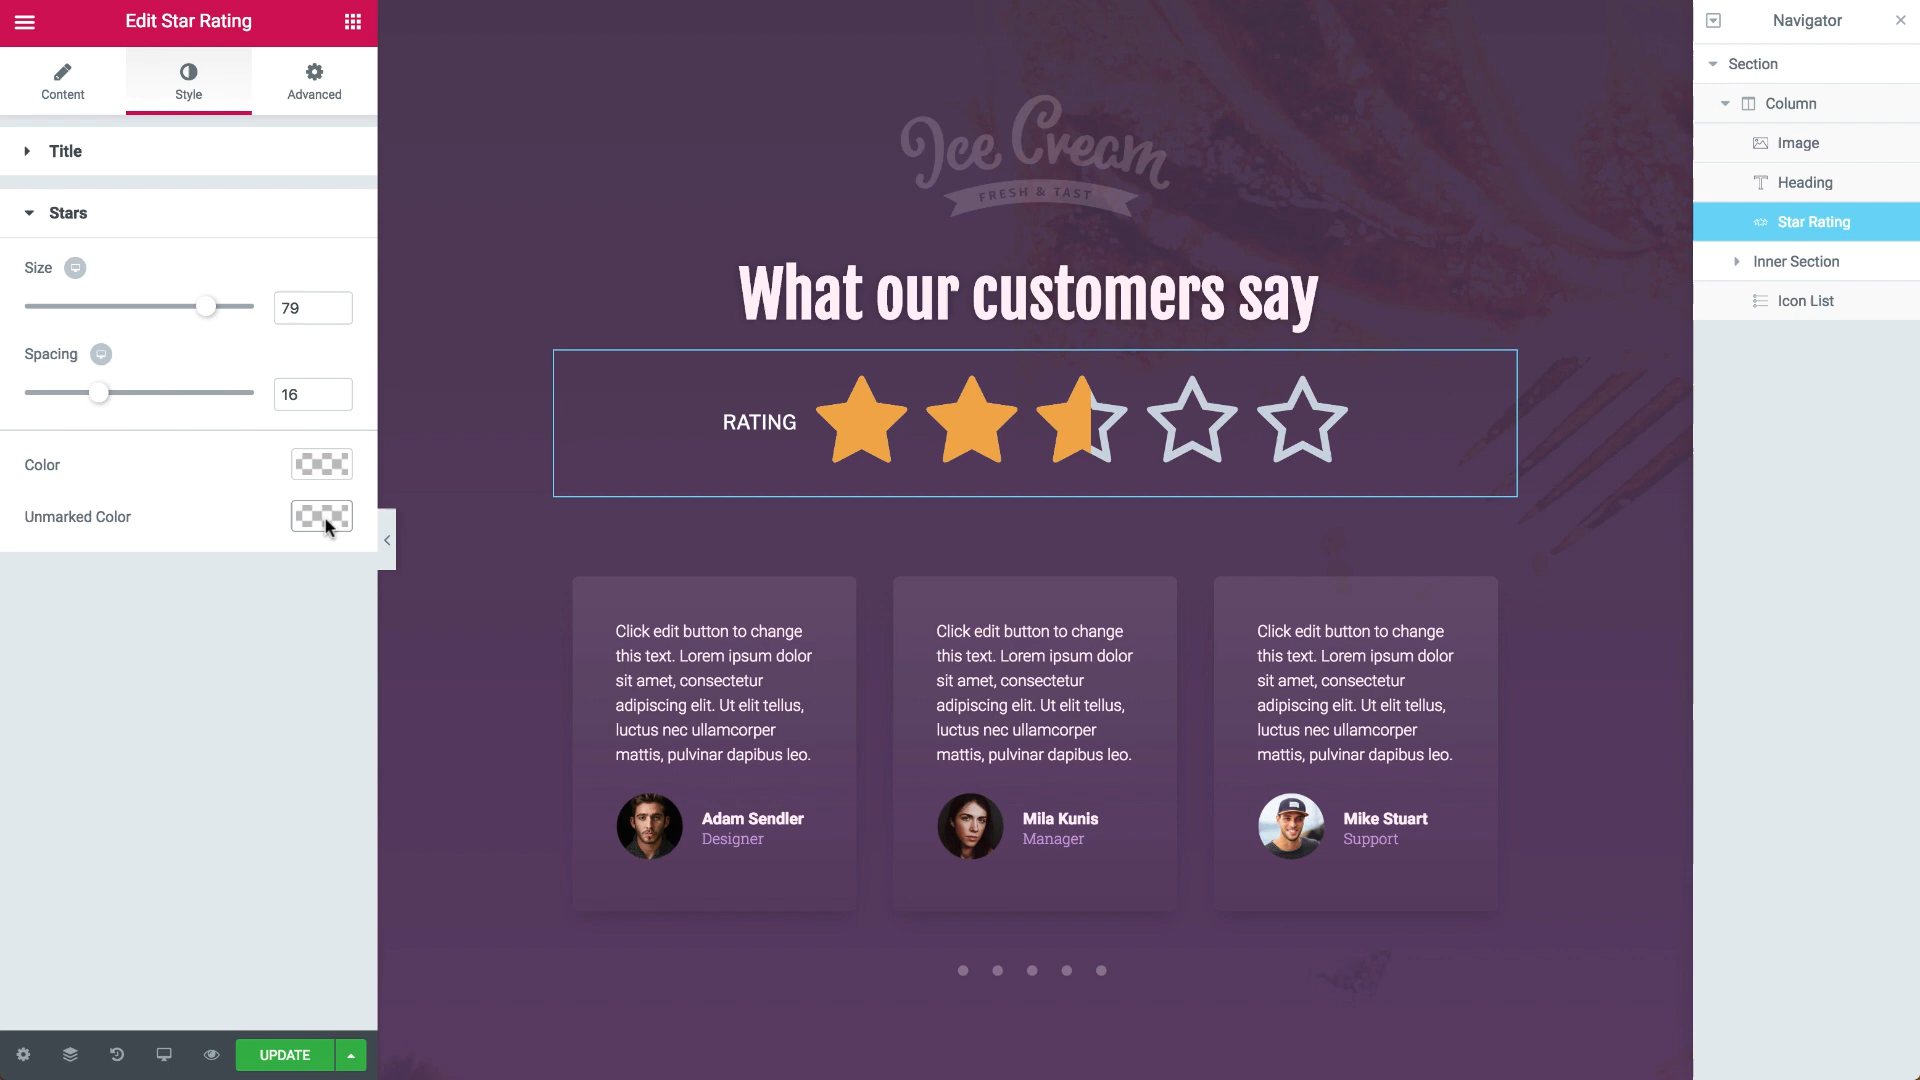 Edit Star Rating
Content
Style
Advanced
Title
Stars
Size
79
Spacing
16
Color
Unmarked Color
UPDATE
Ice Cream
FRESH & TAST
What our customers say
RATING
Click edit button to change
this text. Lorem ipsum dolor
sit amet, consectetur
adipiscing elit. Ut elit tellus,
luctus nec ullamcorper
mattis, pulvinar dapibus leo.
Adam Sendler
Designer
Click edit button to change
this text. Lorem ipsum dolor
sit amet, consectetur
adipiscing elit. Ut elit tellus,
luctus nec ullamcorper
mattis, pulvinar dapibus leo.
Mila Kunis
Manager
Click edit button to change
this text. Lorem ipsum dolor
sit amet, consectetur
adipiscing elit. Ut elit tellus,
luctus nec ullamcorper
mattis, pulvinar dapibus leo.
Mike Stuart
Support
Navigator
Section
Column
Image
Heading
Star Rating
Inner Section
Icon List